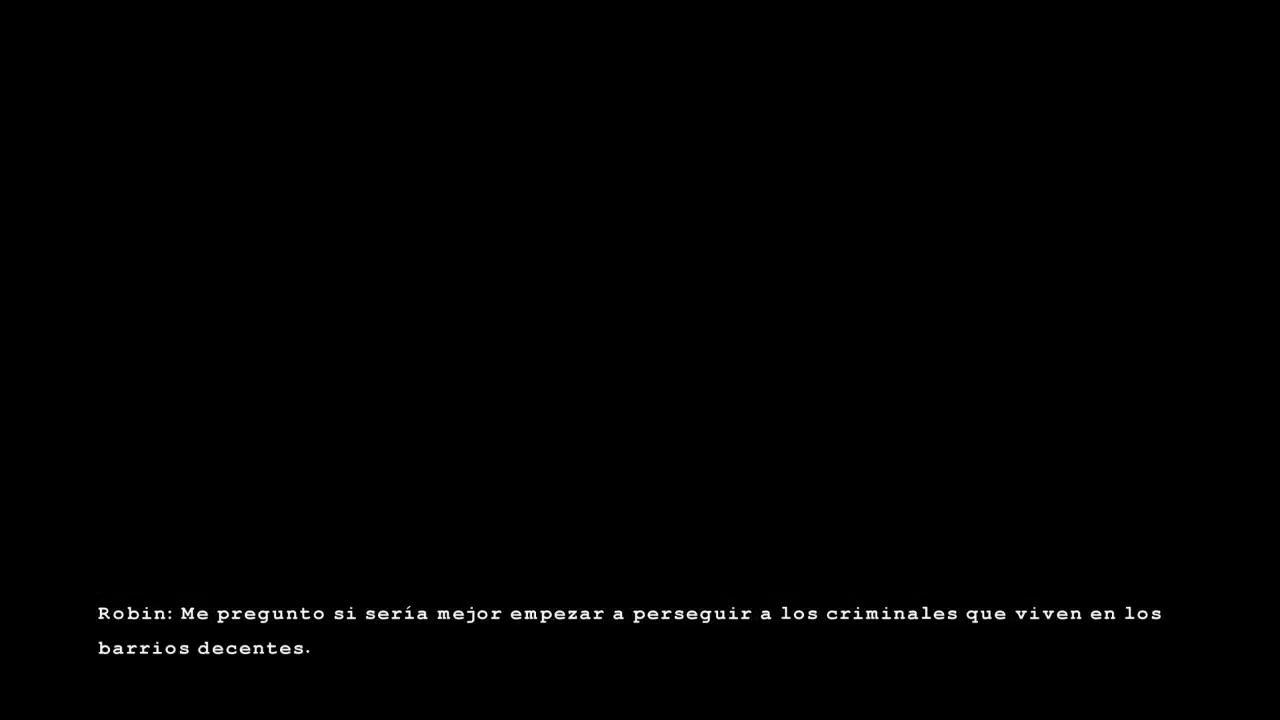 Robin: Me pregunto si sería mejor empezar a perseguir a los criminales que viven en los
barrios decentes.